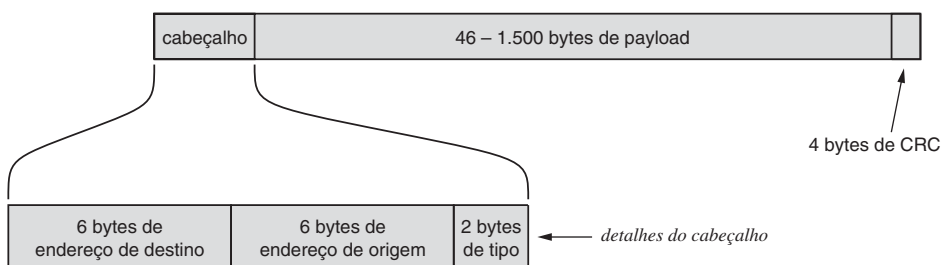 cabeçalho
46 – 1.500 bytes de payload
4 bytes de CRC
6 bytes de
endereço de destino
6 bytes de
endereço de origem
2 bytes
de tipo
detalhes do cabeçalho